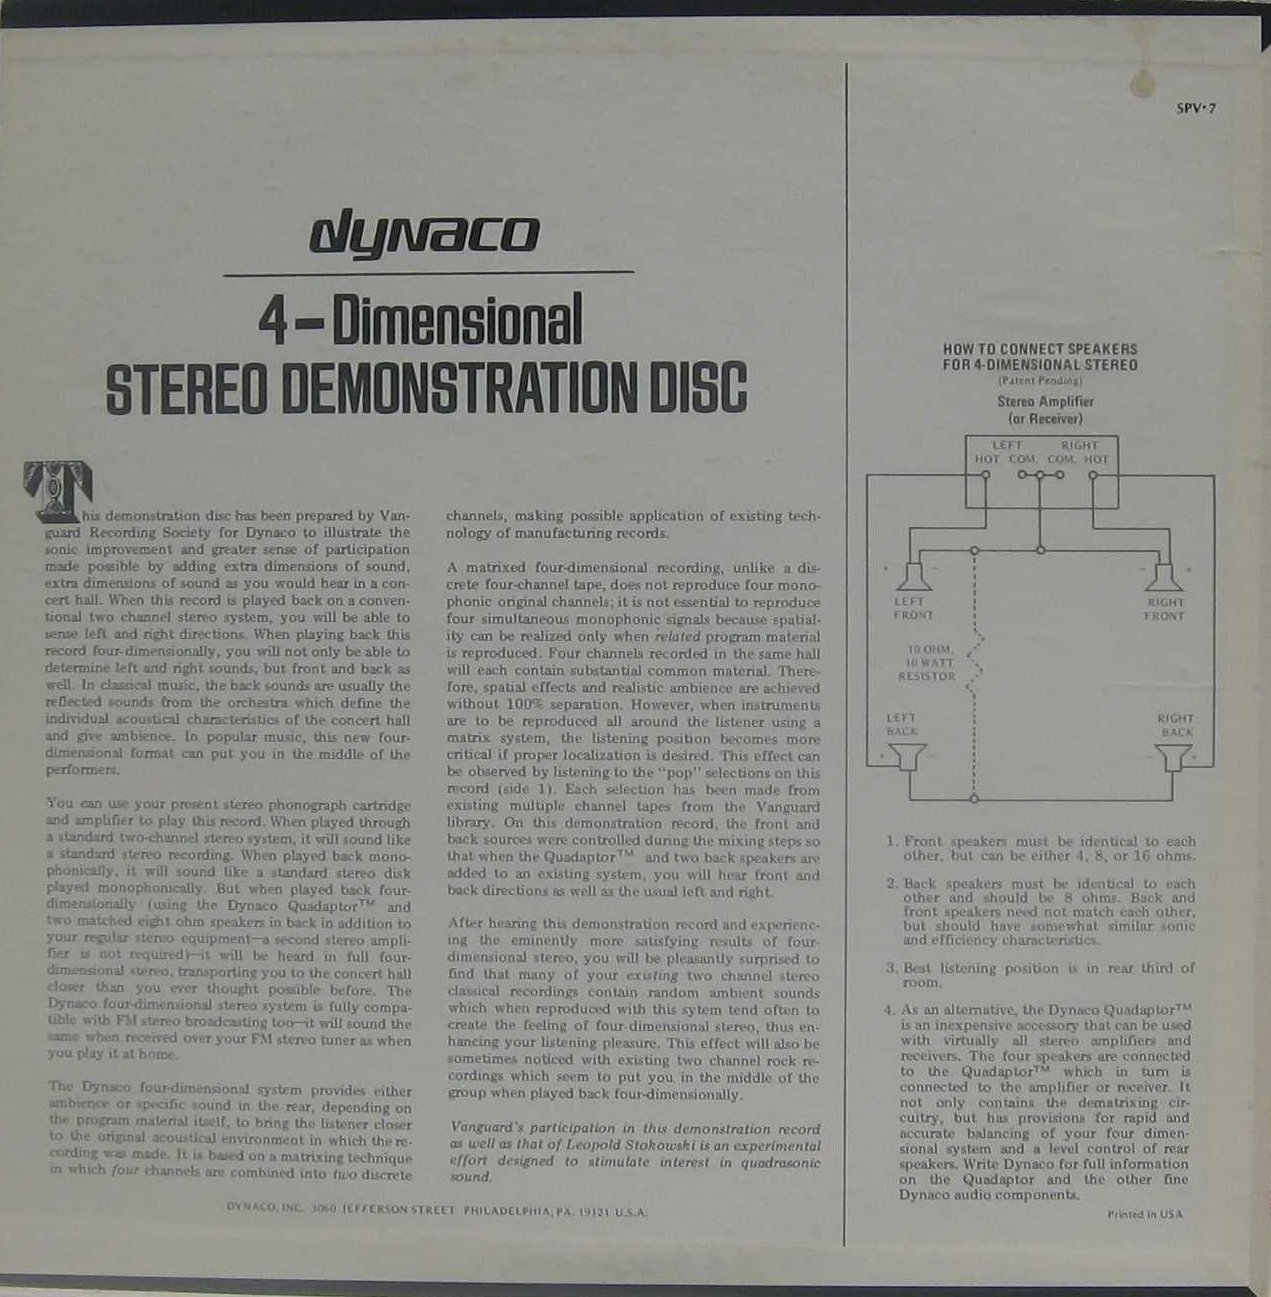 SPV-7
dynaco
4-Dimensional
STEREO DEMONSTRATION DISC
This demonstration disc has been prepared by Van-
guard Recording Society for Dynaco to illustrate the
sonic improvement and greater sense of participation
made possible by adding extra dimensions of sound,
extra dimensions of sound as you would hear in a con-
cert hall. When this record is played back on a conven-
tional two channel stereo system, you will be able to
sense left and right directions. When playing back this
record four-dimensionally, you will not only be able to
determine left and right sounds, but front and back as
well. In classical music, the back sounds are usually the
reflected sounds from the orchestra which define the
individual acoustical characteristics of the concert hall
and give ambience. In popular music, this new four-
dimensional format can put you in the middle of the
performers.
You can use your present stereo phonograph cartridge
and amplifier to play this record. When played through
a standard two-channel stereo system, it will sound like
a standard stereo recording. When played back mono-
phonically, it will sound like a standard stereo disk
played monophonically. But when played back four-
dimensionally (using the Dynaco Quadaptor™ and
two matched eight ohm speakers in back in addition to
your regular stereo equipment—a second stereo ampli-
fier is not required)—it will be heard in full four-
dimensional stereo, transporting you to the concert hall
closer than you ever thought possible before. The
Dynaco four-dimensional stereo system is fully compa-
tible with FM stereo broadcasting too—it will sound the
same when received over your FM stereo tuner as when
you play it at home.
The Dynaco four-dimensional system provides either
ambience or specific sound in the rear, depending on
the program material itself, to bring the listener closer
to the original acoustical environment in which the re-
cording was made. It is based on a matrixing technique
in which four channels are combined into two discrete
channels, making possible application of existing tech-
nology of manufacturing records.
A matrixed four-dimensional recording, unlike a dis-
crete four-channel tape, does not reproduce four mono-
phonic original channels; it is not essential to reproduce
four simultaneous monophonic signals because spatial-
ity can be realized only when related program material
is reproduced. Four channels recorded in the same hall
will each contain substantial common material. There-
fore, spatial effects and realistic ambience are achieved
without 100% separation. However, when instruments
are to be reproduced all around the listener using a
matrix system, the listening position becomes more
critical if proper localization is desired. This effect can
be observed by listening to the "pop" selections on this
record (side 1). Each selection has been made from
existing multiple channel tapes from the Vanguard
library. On this demonstration record, the front and
back sources were controlled during the mixing steps so
that when the Quadaptor™ and two back speakers are
added to an existing system, you will hear front and
back directions as well as the usual left and right.
After hearing this demonstration record and experienc-
ing the eminently more satisfying results of four-
dimensional stereo, you will be pleasantly surprised to
find that many of your existing two channel stereo
classical recordings contain random ambient sounds
which when reproduced with this sytem tend often to
create the feeling of four-dimensional stereo, thus en-
hancing your listening pleasure. This effect will also be
sometimes noticed with existing two channel rock re-
cordings which seem to put you in the middle of the
group when played back four-dimensionally.
Vanguard's participation in this demonstration record
as well as that of Leopold Stokowski is an experimental
effort designed to stimulate interest in quadrasonic
sound.
DYNACO, INC. 3060 JEFFERSON STREET PHILADELPHIA, PA. 19121 U.S.A.
HOW TO CONNECT SPEAKERS
FOR 4-DIMENSIONAL STEREO
(Patent Pending)
Stereo Amplifier
(or Receiver)
LEFT RIGHT
HOT COM. COM. HOT
+ - - +
LEFT
FRONT
RIGHT
FRONT
10 OHM,
10 WATT
RESISTOR
LEFT
BACK
RIGHT
BACK
+ - - +
1. Front speakers must be identical to each
other, but can be either 4, 8, or 16 ohms.
2. Back speakers must be identical to each
other and should be 8 ohms. Back and
front speakers need not match each other,
but should have somewhat similar sonic
and efficiency characteristics.
3. Best listening position is in rear third of
room.
4. As an alternative, the Dynaco Quadaptor™
is an inexpensive accessory that can be used
with virtually all stereo amplifiers and
receivers. The four speakers are connected
to the Quadaptor™ which in turn is
connected to the amplifier or receiver. It
not only contains the dematrixing cir-
cuitry, but has provisions for rapid and
accurate balancing of your four dimen-
sional system and a level control of rear
speakers. Write Dynaco for full information
on the Quadaptor and the other fine
Dynaco audio components.
Printed in USA